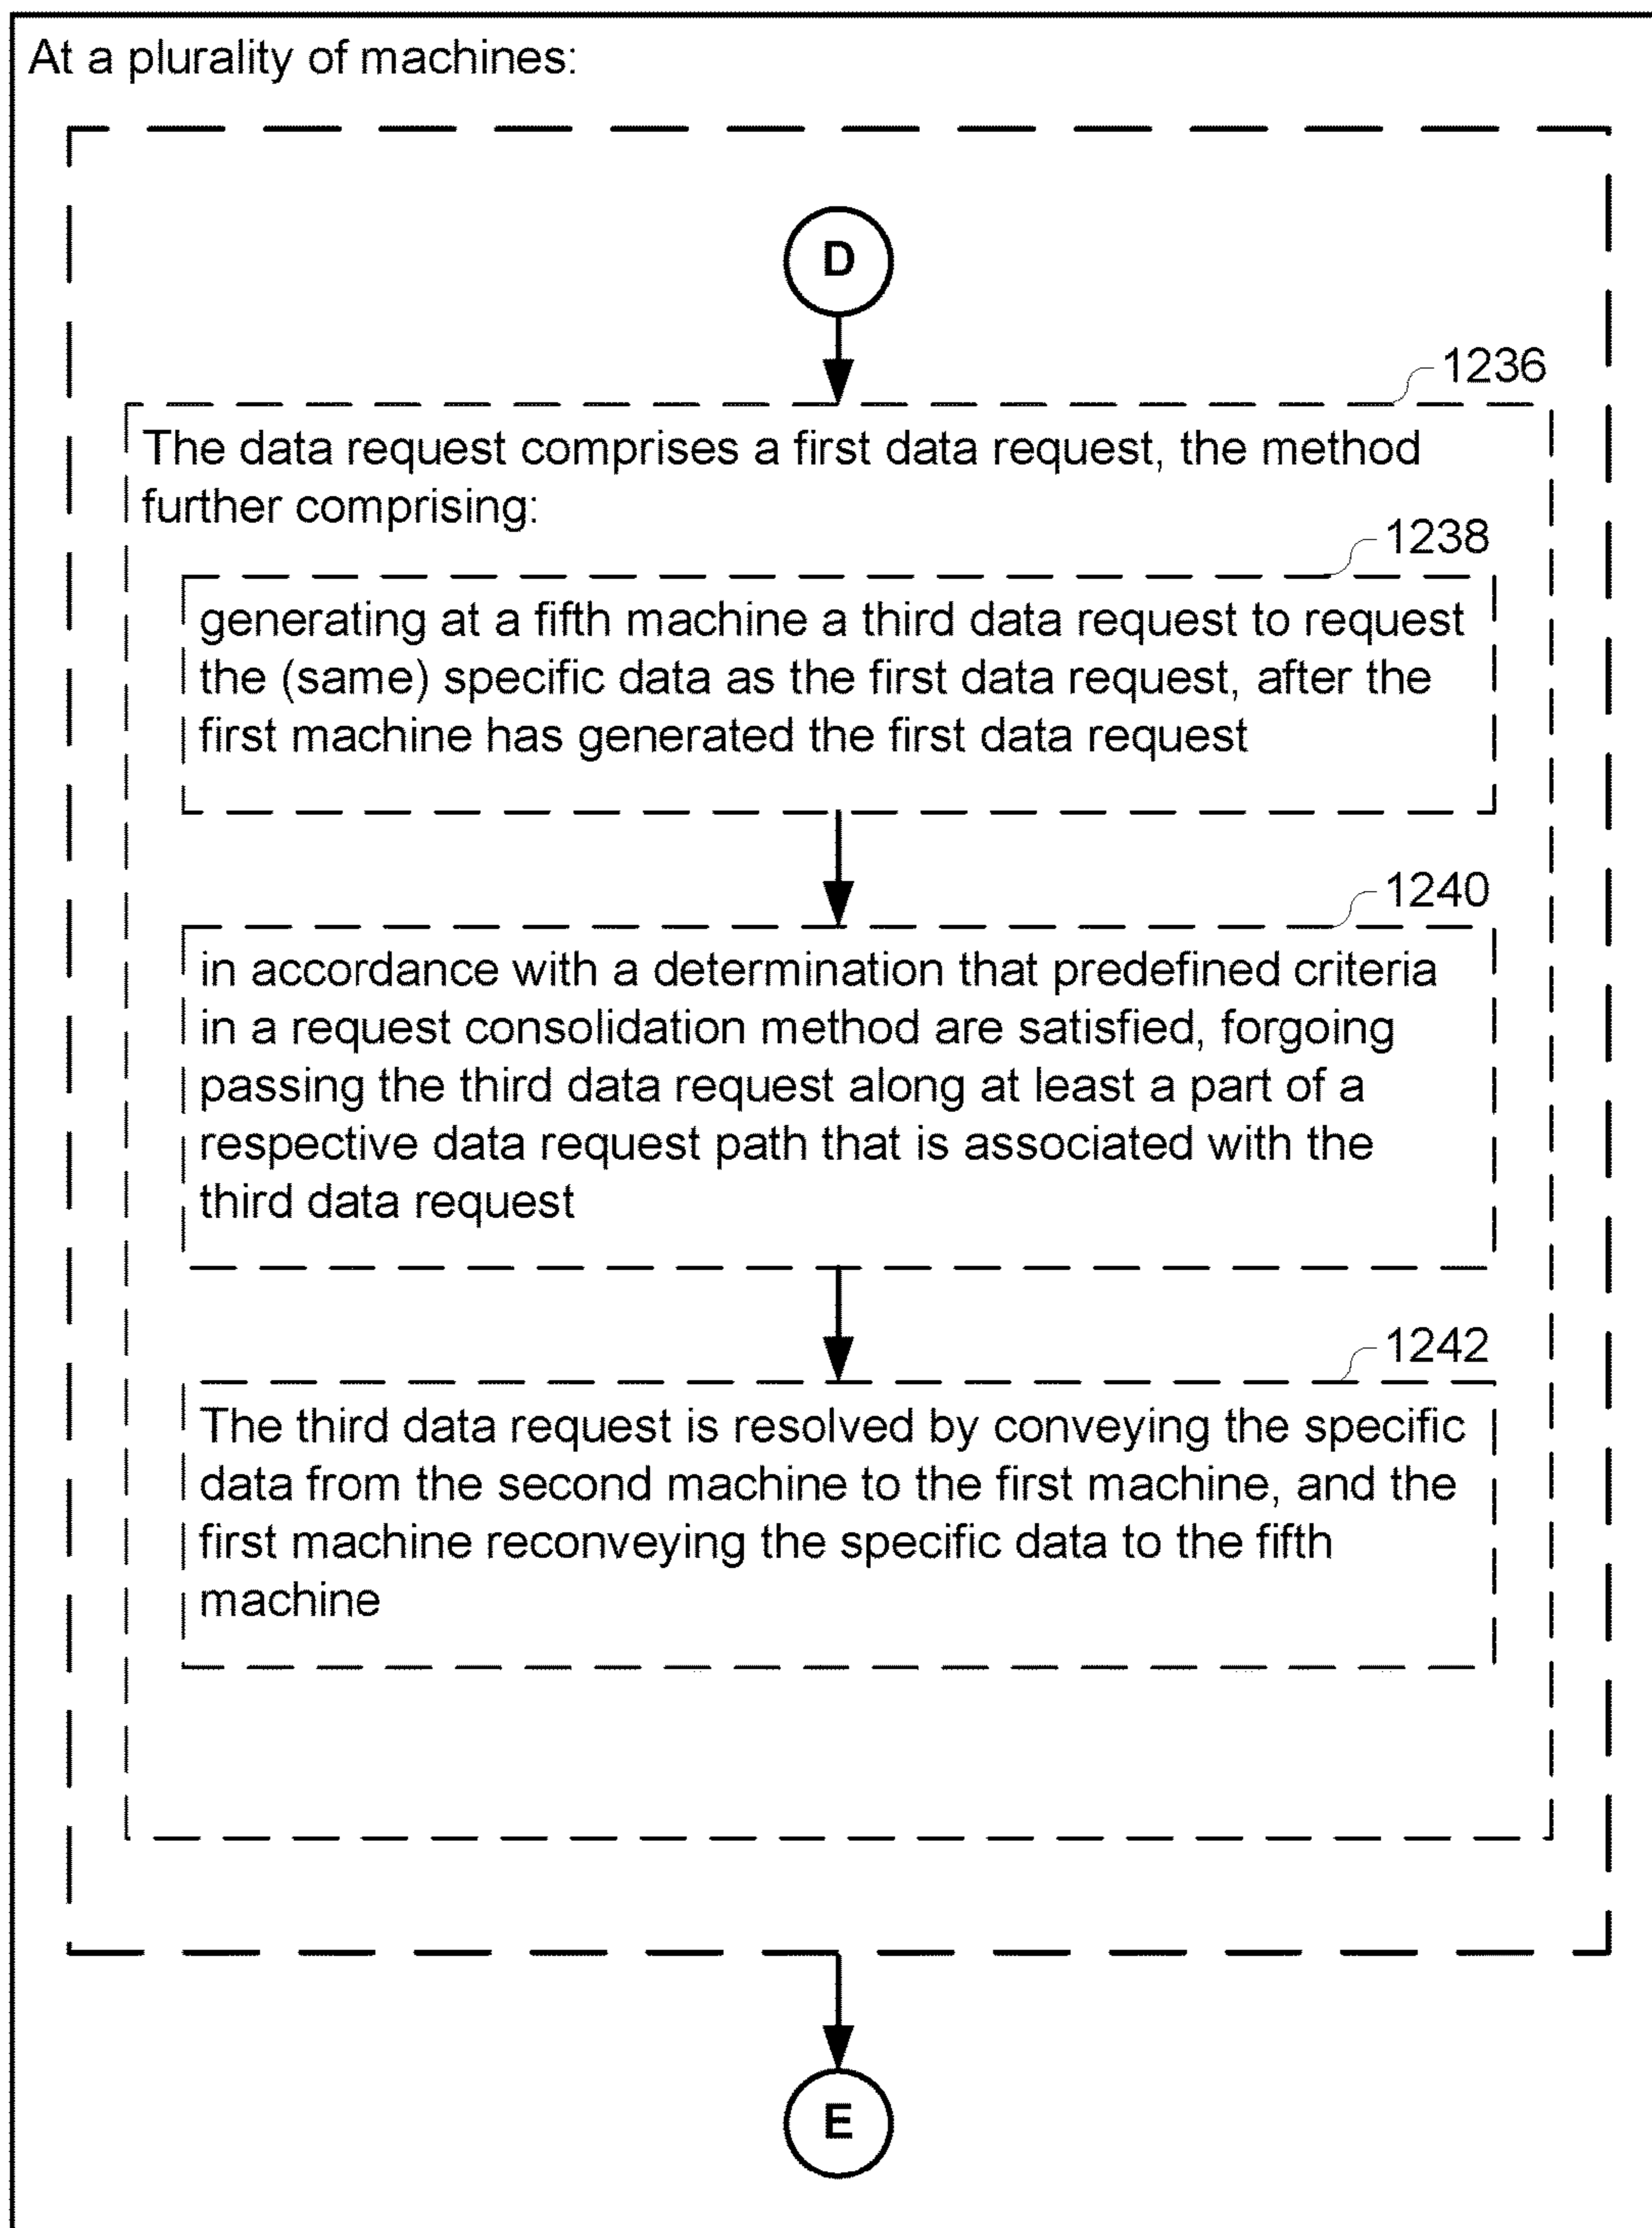 At a plurality of machines:
D
1236
The data request comprises a first data request, the method
further comprising:
1238
generating at a fifth machine a third data request to request
the (same) specific data as the first data request, after the
first machine has generated the first data request
1240
in accordance with a determination that predefined criteria
in a request consolidation method are satisfied, forgoing
passing the third data request along at least a part of a
respective data request path that is associated with the
third data request
1242
The third data request is resolved by conveying the specific
data from the second machine to the first machine, and the
first machine reconveying the specific data to the fifth
machine
E